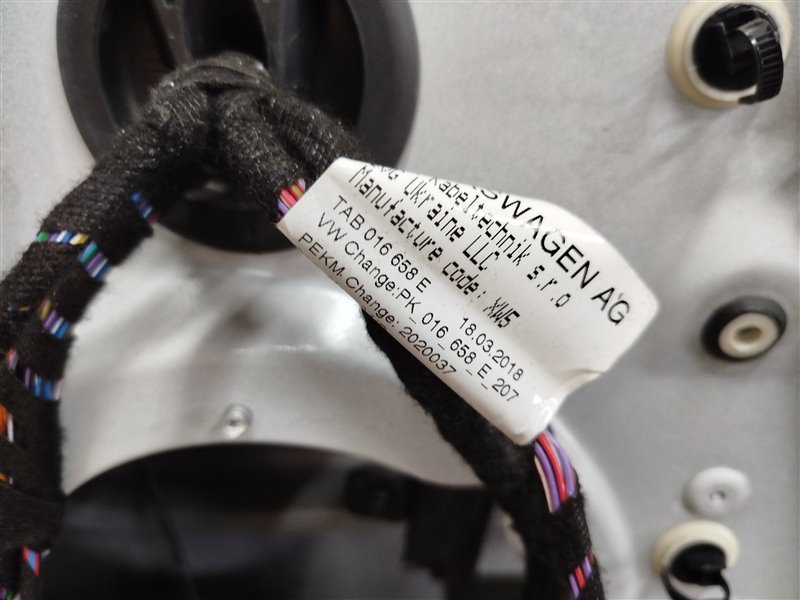 SWAGEN AG
Kabeltechnik s.r.o
Ukraine LLC
Manufacture code: XW5
TAB 016 658 E 18.03.2018
VW Change:PK_016_658_E_207
PEKM. Change: 2020037